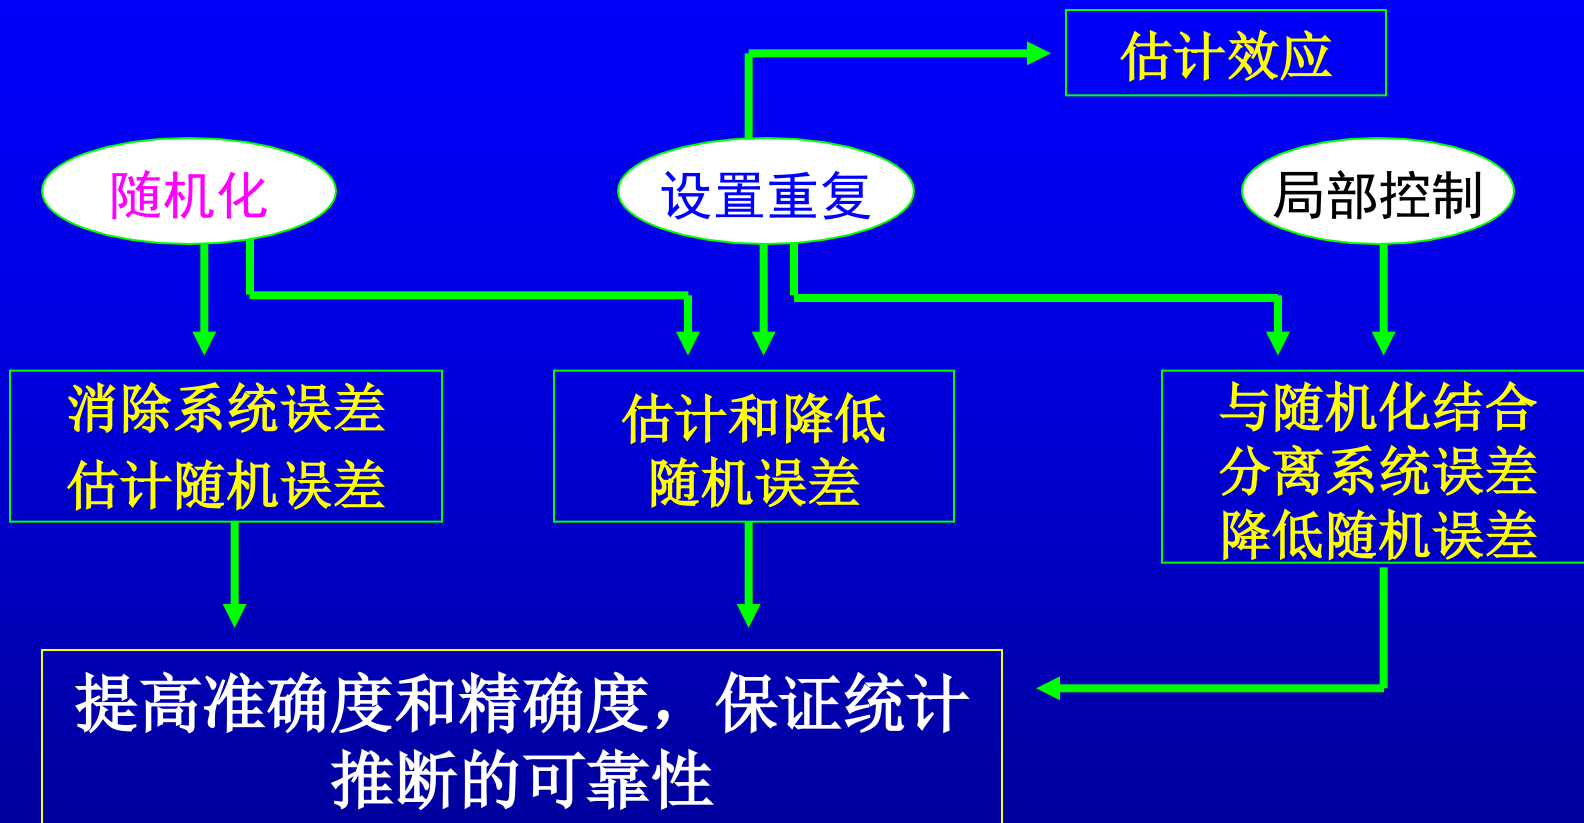 估计效应
随机化
设置重复
局部控制
消除系统误差
估计随机误差
估计和降低
随机误差
与随机化结合
分离系统误差
降低随机误差
提高准确度和精确度，保证统计
推断的可靠性